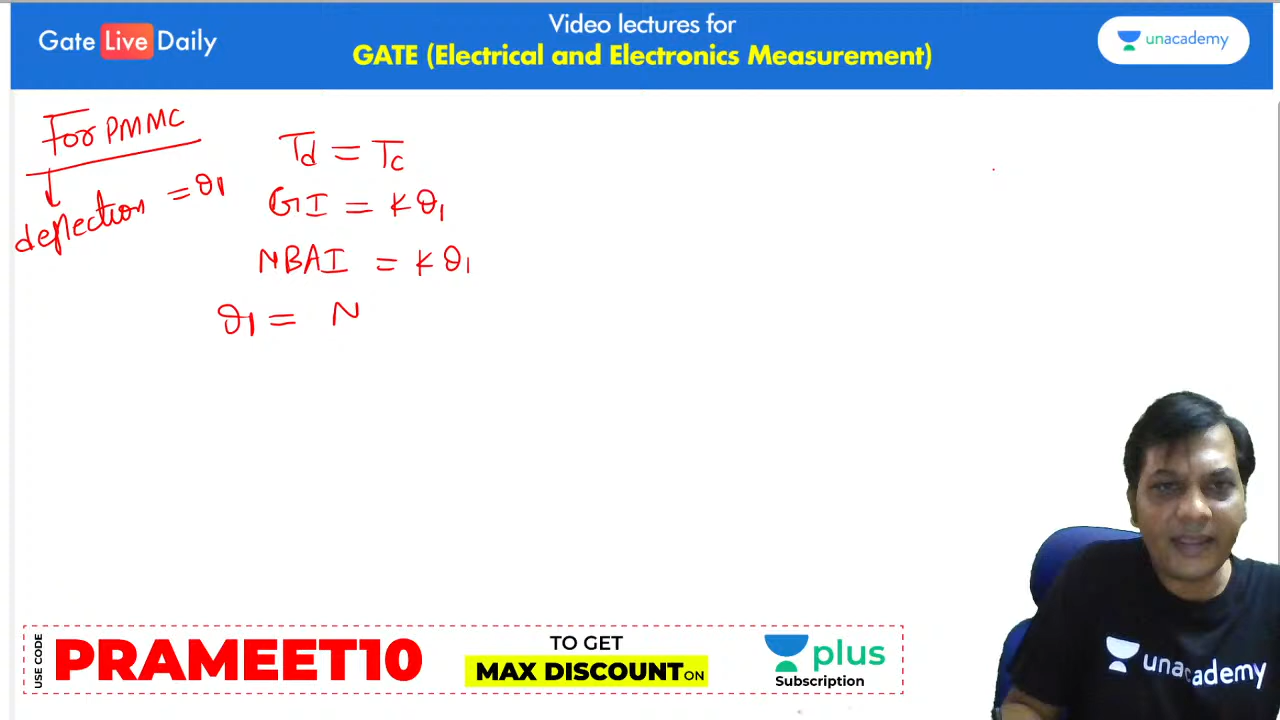 Gate Live Daily
Video lectures for
GATE (Electrical and Electronics Measurement)
unacademy
For PMMC
deflection = θ1
Td = Tc
GI = Kθ1
NBAI = Kθ1
θ1 = N
USE CODE
PRAMEET10
TO GET
MAX DISCOUNT ON
plus
Subscription
unacademy